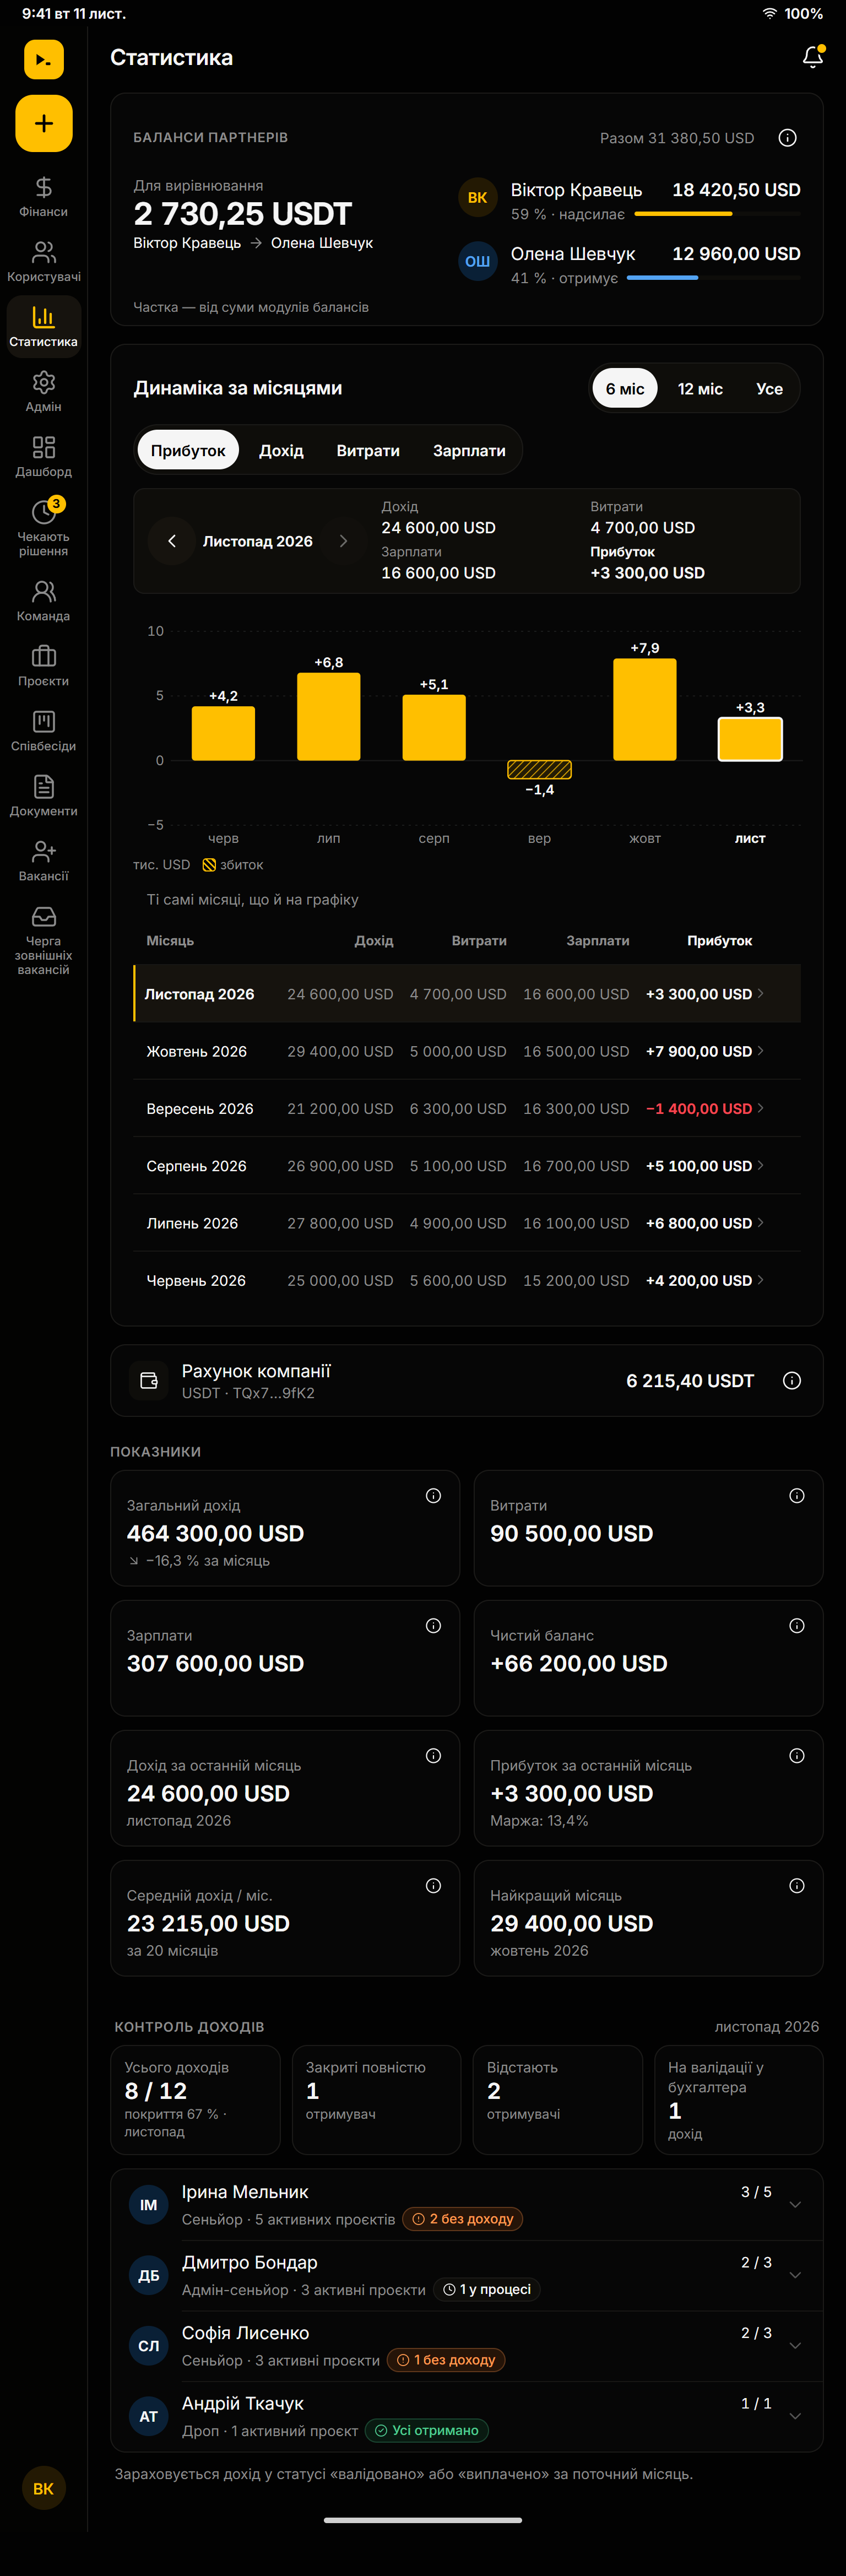 9:41 вт 11 лист.
100%
Статистика
Фінанси
Користувачі
Статистика
Адмін
Дашборд
3
Чекають
рішення
Команда
Проєкти
Співбесіди
Документи
Вакансії
Черга
зовнішніх
вакансій
ВК
БАЛАНСИ ПАРТНЕРІВ
Разом 31 380,50 USD
Для вирівнювання
2 730,25 USDT
Віктор Кравець → Олена Шевчук
Частка — від суми модулів балансів
ВК
Віктор Кравець 18 420,50 USD
59 % · надсилає
ОШ
Олена Шевчук 12 960,00 USD
41 % · отримує
Динаміка за місяцями
6 міс 12 міс Усе
Прибуток Дохід Витрати Зарплати
Листопад 2026
Дохід
24 600,00 USD
Витрати
4 700,00 USD
Зарплати
16 600,00 USD
Прибуток
+3 300,00 USD
10
5
0
−5
+4,2
+6,8
+5,1
−1,4
+7,9
+3,3
черв лип серп вер жовт лист
тис. USD збиток
Ті самі місяці, що й на графіку
Місяць Дохід Витрати Зарплати Прибуток
Листопад 2026 24 600,00 USD 4 700,00 USD 16 600,00 USD +3 300,00 USD
Жовтень 2026 29 400,00 USD 5 000,00 USD 16 500,00 USD +7 900,00 USD
Вересень 2026 21 200,00 USD 6 300,00 USD 16 300,00 USD −1 400,00 USD
Серпень 2026 26 900,00 USD 5 100,00 USD 16 700,00 USD +5 100,00 USD
Липень 2026 27 800,00 USD 4 900,00 USD 16 100,00 USD +6 800,00 USD
Червень 2026 25 000,00 USD 5 600,00 USD 15 200,00 USD +4 200,00 USD
Рахунок компанії
USDT · TQx7…9fK2
6 215,40 USDT
ПОКАЗНИКИ
Загальний дохід
464 300,00 USD
↘ −16,3 % за місяць
Витрати
90 500,00 USD
Зарплати
307 600,00 USD
Чистий баланс
+66 200,00 USD
Дохід за останній місяць
24 600,00 USD
листопад 2026
Прибуток за останній місяць
+3 300,00 USD
Маржа: 13,4%
Середній дохід / міс.
23 215,00 USD
за 20 місяців
Найкращий місяць
29 400,00 USD
жовтень 2026
КОНТРОЛЬ ДОХОДІВ
листопад 2026
Усього доходів
8 / 12
покриття 67 % ·
листопад
Закриті повністю
1
отримувач
Відстають
2
отримувачі
На валідації у
бухгалтера
1
дохід
ІМ
Ірина Мельник 3 / 5
Сеньйор · 5 активних проєктів 2 без доходу
ДБ
Дмитро Бондар 2 / 3
Адмін-сеньйор · 3 активні проєкти 1 у процесі
СЛ
Софія Лисенко 2 / 3
Сеньйор · 3 активні проєкти 1 без доходу
АТ
Андрій Ткачук 1 / 1
Дроп · 1 активний проєкт Усі отримано
Зараховується дохід у статусі «валідовано» або «виплачено» за поточний місяць.